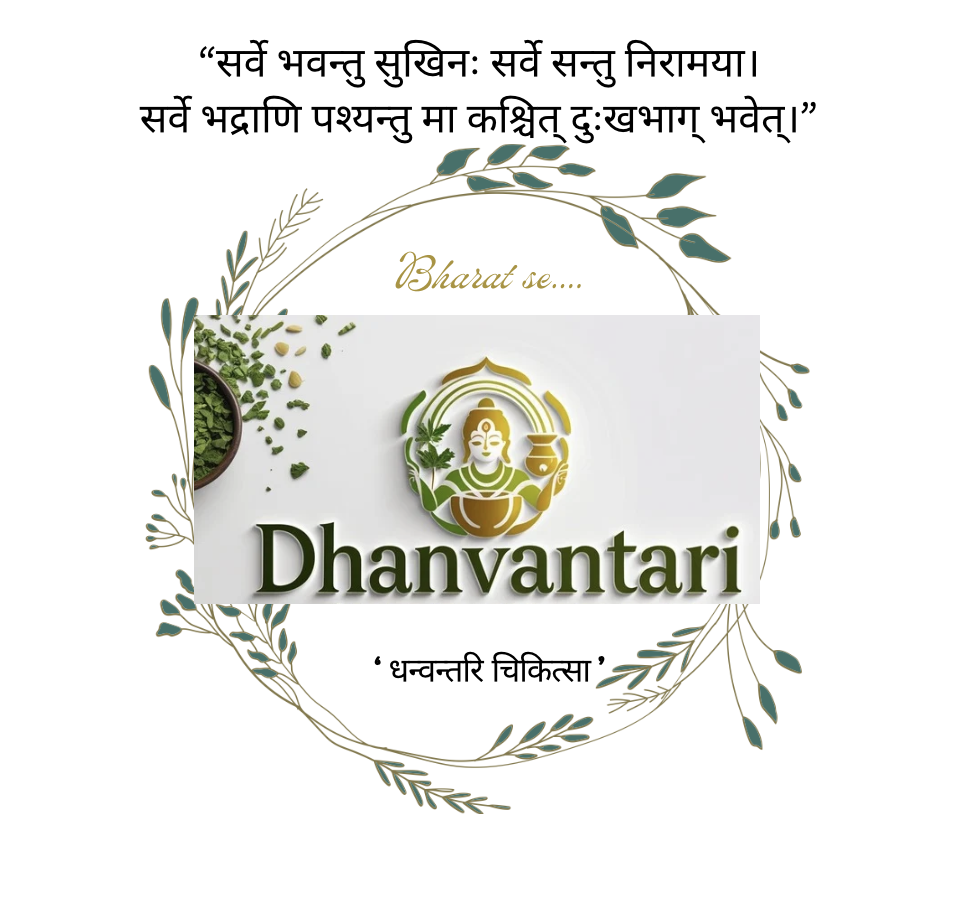 “सर्वे भवन्तु सुखिनः सर्वे सन्तु निरामया।
सर्वे भद्राणि पश्यन्तु मा कश्चित् दुःखभाग् भवेत्।”
Bharat se....
Dhanvantari
‘ धन्वन्तरि चिकित्सा ’